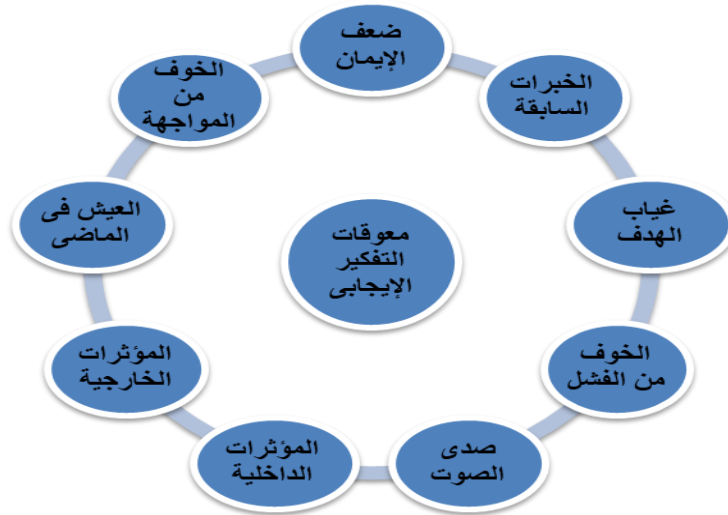 ضعف
الإيمان
الخبرات
السابقة
غياب
الهدف
الخوف
من الفشل
صدى
الصوت
المؤثرات
الداخلية
المؤثرات
الخارجية
العيش فى
الماضى
الخوف
من
المواجهة
معوقات
التفكير
الإيجابى